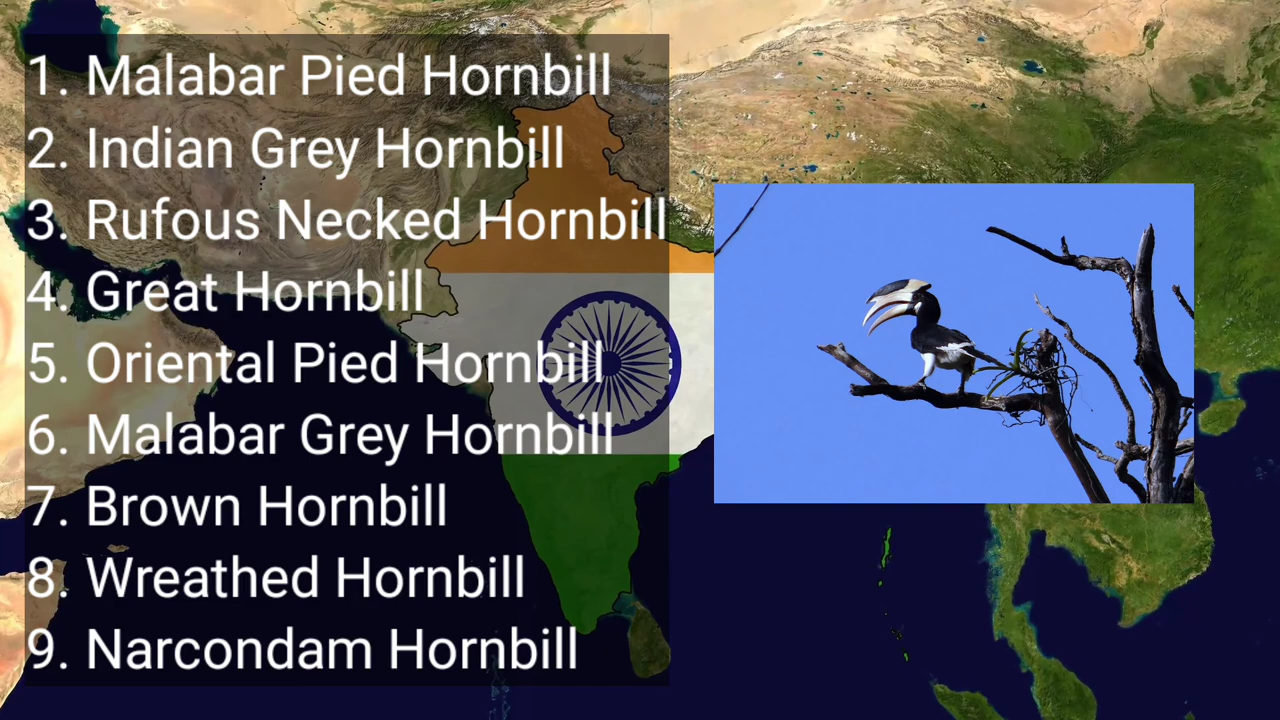 1. Malabar Pied Hornbill
2. Indian Grey Hornbill
3. Rufous Necked Hornbill
4. Great Hornbill
5. Oriental Pied Hornbill
6. Malabar Grey Hornbill
7. Brown Hornbill
8. Wreathed Hornbill
9. Narcondam Hornbill